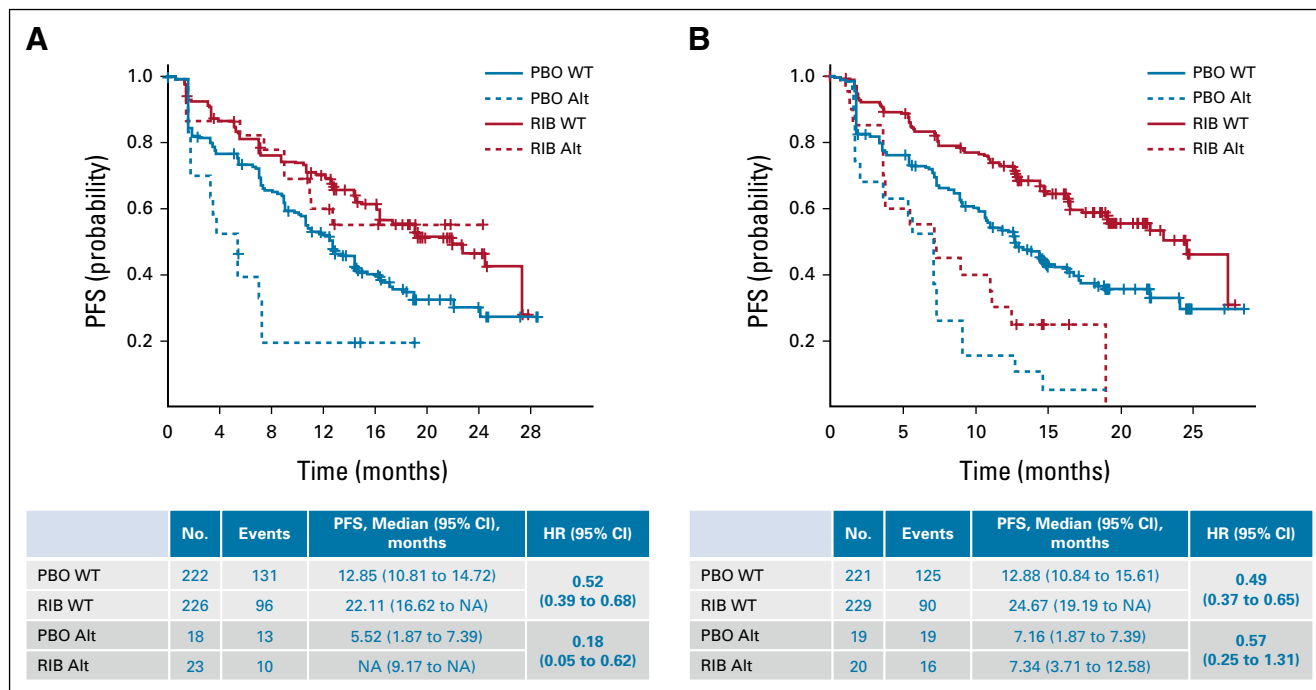 A
PBO WT
PBO Alt
RIB WT
RIB Alt
1.0
0.8
0.6
0.4
0.2
PFS (probability)
0 4 8 12 16 20 24 28
Time (months)
No. Events PFS, Median (95% CI), months HR (95% CI)
PBO WT 222 131 12.85 (10.81 to 14.72)
0.52 (0.39 to 0.68)
RIB WT 226 96 22.11 (16.62 to NA)
PBO Alt 18 13 5.52 (1.87 to 7.39)
0.18 (0.05 to 0.62)
RIB Alt 23 10 NA (9.17 to NA)
B
PBO WT
PBO Alt
RIB WT
RIB Alt
1.0
0.8
0.6
0.4
0.2
PFS (probability)
0 5 10 15 20 25
Time (months)
No. Events PFS, Median (95% CI), months HR (95% CI)
PBO WT 221 125 12.88 (10.84 to 15.61)
0.49 (0.37 to 0.65)
RIB WT 229 90 24.67 (19.19 to NA)
PBO Alt 19 19 7.16 (1.87 to 7.39)
0.57 (0.25 to 1.31)
RIB Alt 20 16 7.34 (3.71 to 12.58)